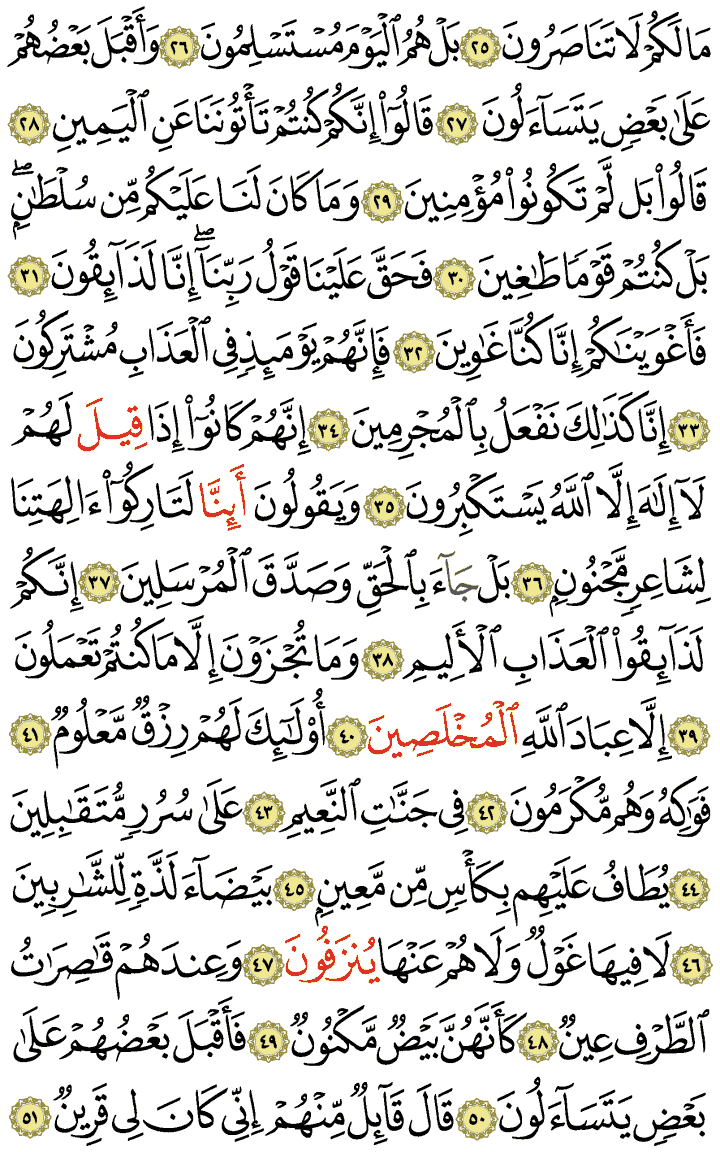 مَا لَكُمْ لَا تَنَاصَرُونَ ٢٥ بَلْ هُمُ ٱلْيَوْمَ مُسْتَسْلِمُونَ ٢٦ وَأَقْبَلَ بَعْضُهُمْ
عَلَىٰ بَعْضٍ يَتَسَآءَلُونَ ٢٧ قَالُوٓا۟ إِنَّكُمْ كُنتُمْ تَأْتُونَنَا عَنِ ٱلْيَمِينِ ٢٨
قَالُوا۟ بَل لَّمْ تَكُونُوا۟ مُؤْمِنِينَ ٢٩ وَمَا كَانَ لَنَا عَلَيْكُم مِّن سُلْطَـٰنٍۭ ۖ
بَلْ كُنتُمْ قَوْمًا طَـٰغِينَ ٣٠ فَحَقَّ عَلَيْنَا قَوْلُ رَبِّنَآ ۖ إِنَّا لَذَآئِقُونَ ٣١
فَأَغْوَيْنَـٰكُمْ إِنَّا كُنَّا غَـٰوِينَ ٣٢ فَإِنَّهُمْ يَوْمَئِذٍ فِى ٱلْعَذَابِ مُشْتَرِكُونَ
٣٣ إِنَّا كَذَٰلِكَ نَفْعَلُ بِٱلْمُجْرِمِينَ ٣٤ إِنَّهُمْ كَانُوٓا۟ إِذَا قِيلَ لَهُمْ
لَآ إِلَـٰهَ إِلَّا ٱللَّهُ يَسْتَكْبِرُونَ ٣٥ وَيَقُولُونَ أَئِنَّا لَتَارِكُوٓا۟ ءَالِهَتِنَا
لِشَاعِرٍ مَّجْنُونٍۭ ٣٦ بَلْ جَآءَ بِٱلْحَقِّ وَصَدَّقَ ٱلْمُرْسَلِينَ ٣٧ إِنَّكُمْ
لَذَآئِقُوا۟ ٱلْعَذَابِ ٱلْأَلِيمِ ٣٨ وَمَا تُجْزَوْنَ إِلَّا مَا كُنتُمْ تَعْمَلُونَ
٣٩ إِلَّا عِبَادَ ٱللَّهِ ٱلْمُخْلَصِينَ ٤٠ أُو۟لَـٰٓئِكَ لَهُمْ رِزْقٌ مَّعْلُومٌ ٤١
فَوَٰكِهُ وَهُم مُّكْرَمُونَ ٤٢ فِى جَنَّـٰتِ ٱلنَّعِيمِ ٤٣ عَلَىٰ سُرُرٍ مُّتَقَـٰبِلِينَ
٤٤ يُطَافُ عَلَيْهِم بِكَأْسٍ مِّن مَّعِينٍۭ ٤٥ بَيْضَآءَ لَذَّةٍ لِّلشَّـٰرِبِينَ
٤٦ لَا فِيهَا غَوْلٌ وَلَا هُمْ عَنْهَا يُنزَفُونَ ٤٧ وَعِندَهُمْ قَـٰصِرَٰتُ
ٱلطَّرْفِ عِينٌ ٤٨ كَأَنَّهُنَّ بَيْضٌ مَّكْنُونٌ ٤٩ فَأَقْبَلَ بَعْضُهُمْ عَلَىٰ
بَعْضٍ يَتَسَآءَلُونَ ٥٠ قَالَ قَآئِلٌ مِّنْهُمْ إِنِّى كَانَ لِى قَرِينٌ ٥١